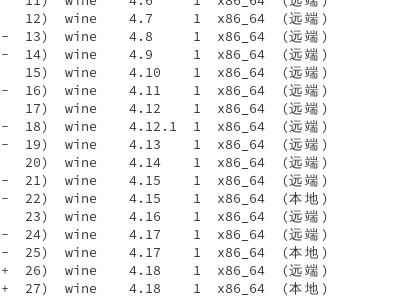 11)  wine    4.6     1  x86_64  (远端)
   12)  wine    4.7     1  x86_64  (远端)
-  13)  wine    4.8     1  x86_64  (远端)
-  14)  wine    4.9     1  x86_64  (远端)
   15)  wine    4.10    1  x86_64  (远端)
-  16)  wine    4.11    1  x86_64  (远端)
   17)  wine    4.12    1  x86_64  (远端)
-  18)  wine    4.12.1  1  x86_64  (远端)
-  19)  wine    4.13    1  x86_64  (远端)
   20)  wine    4.14    1  x86_64  (远端)
-  21)  wine    4.15    1  x86_64  (远端)
-  22)  wine    4.15    1  x86_64  (本地)
   23)  wine    4.16    1  x86_64  (远端)
-  24)  wine    4.17    1  x86_64  (远端)
-  25)  wine    4.17    1  x86_64  (本地)
+  26)  wine    4.18    1  x86_64  (远端)
+  27)  wine    4.18    1  x86_64  (本地)